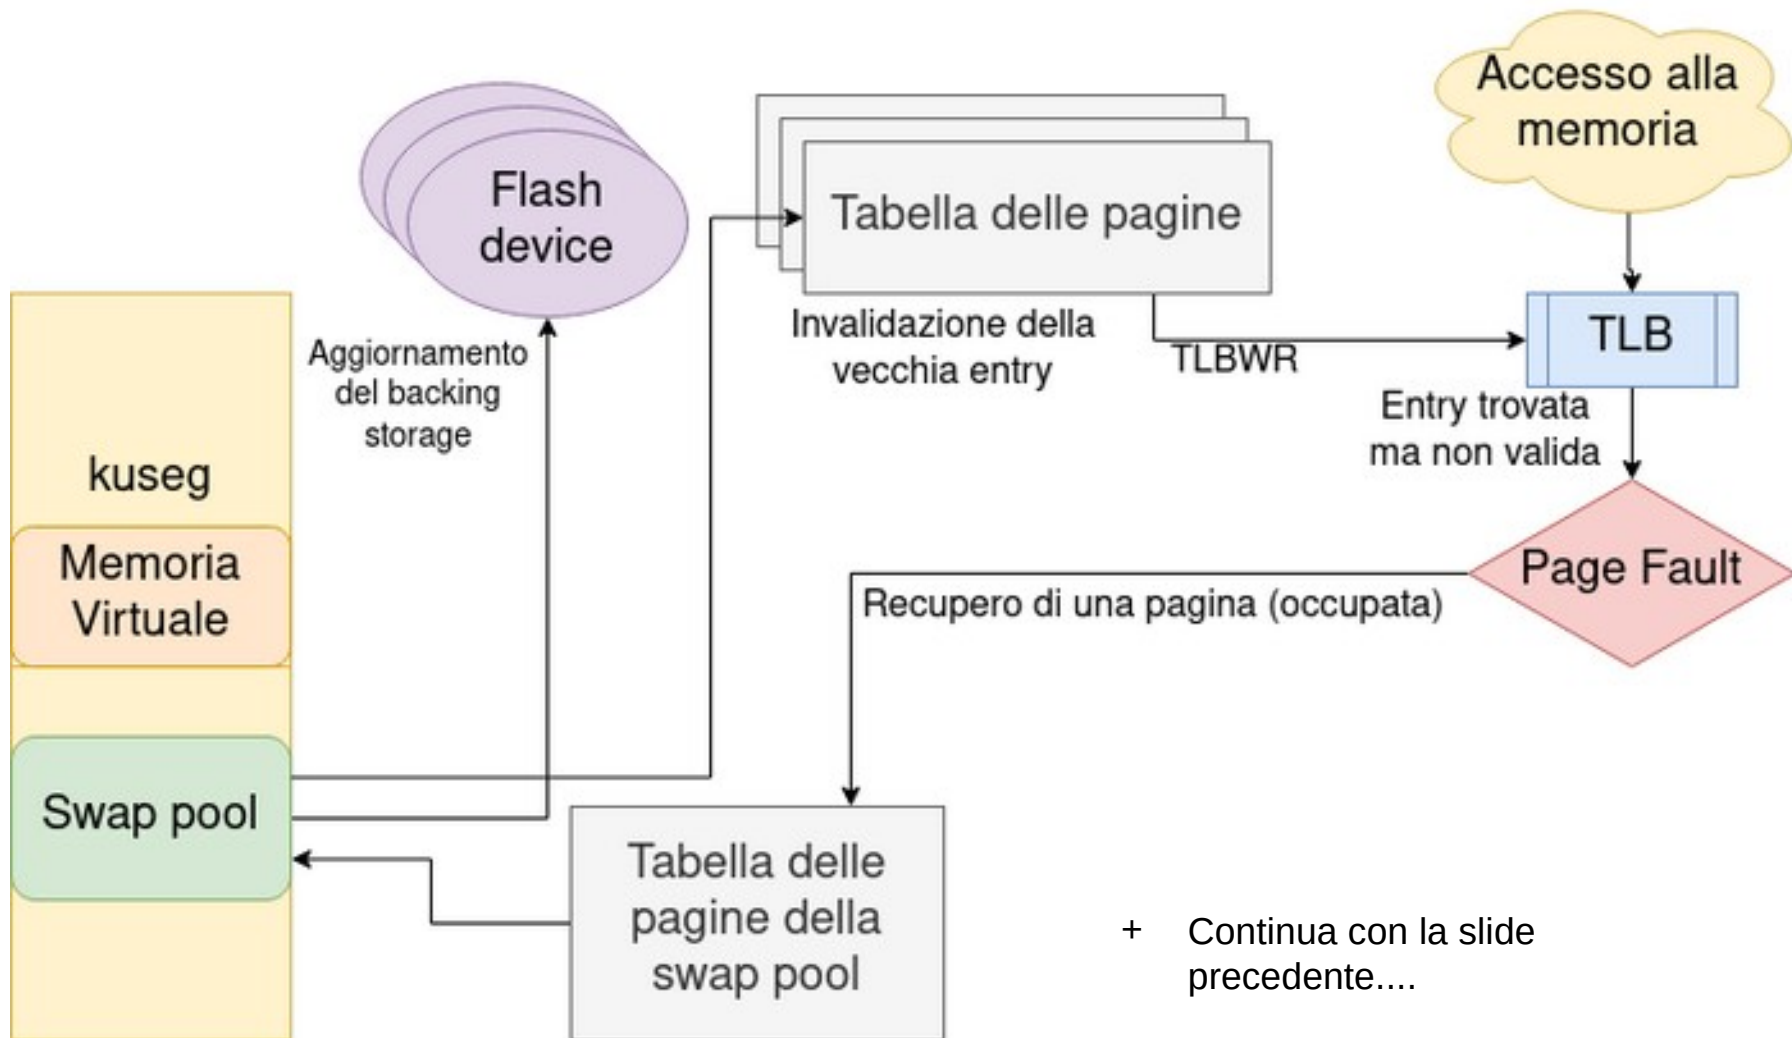 Accesso alla
memoria
Flash
device
Tabella delle pagine
Invalidazione della
vecchia entry
TLBWR
TLB
Aggiornamento
del backing
storage
Entry trovata
ma non valida
kuseg
Memoria
Virtuale
Page Fault
Recupero di una pagina (occupata)
Swap pool
Tabella delle
pagine della
swap pool
+ Continua con la slide
precedente....